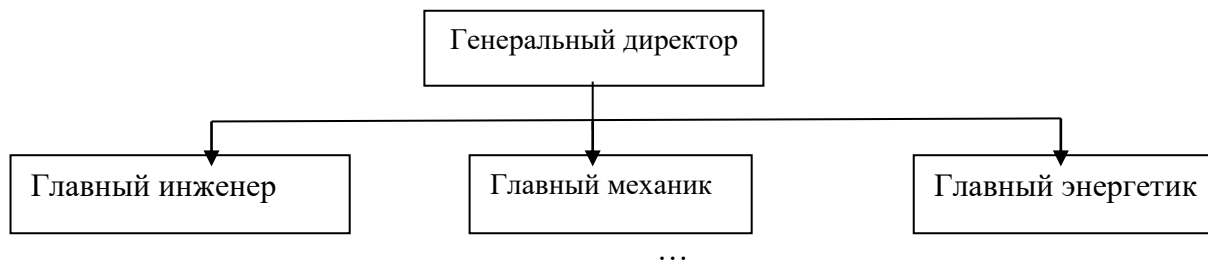 Генеральный директор
Главный инженер
Главный механик
Главный энергетик
…